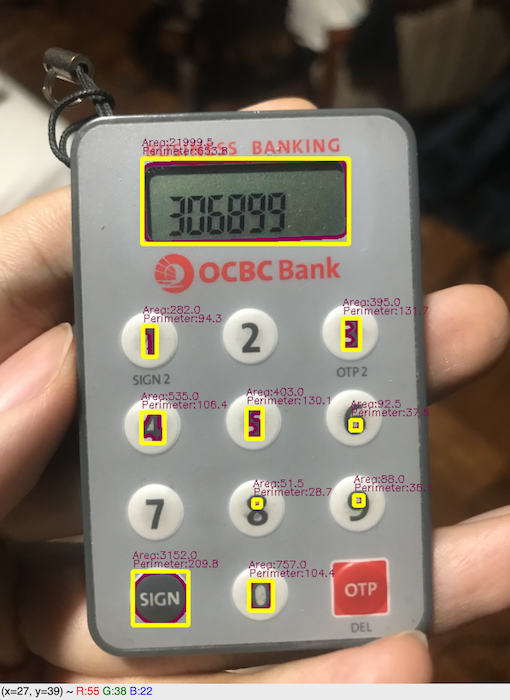 Area:21999.5
Perimeter:653.8
BUSINESS BANKING
306899
OCBC Bank
Area:282.0
Perimeter:94.3
Area:395.0
Perimeter:131.7
1 2 3
SIGN 2 OTP 2
Area:535.0
Perimeter:106.4
Area:403.0
Perimeter:130.1
Area:92.5
4 5 6
Area:51.5
Perimeter:28.7
Area:88.0
7 8 9
Area:3152.0
Perimeter:209.8
Area:757.0
Perimeter:104.4
SIGN 0 OTP
DEL
(x=27, y=39) ~ R:55 G:38 B:22